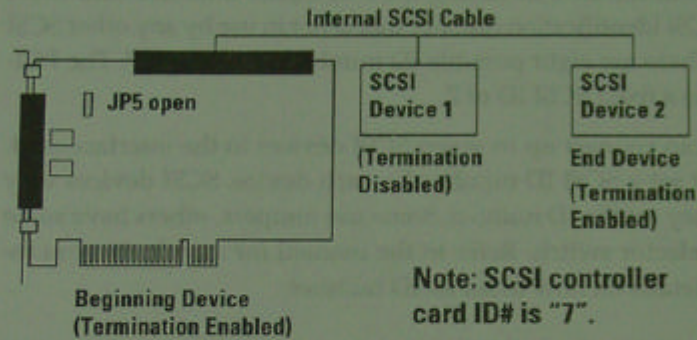 Internal SCSI Cable
JP5 open
SCSI
Device 1
(Termination
Disabled)
SCSI
Device 2
End Device
(Termination
Enabled)
Beginning Device
(Termination Enabled)
Note: SCSI controller
card ID# is "7".